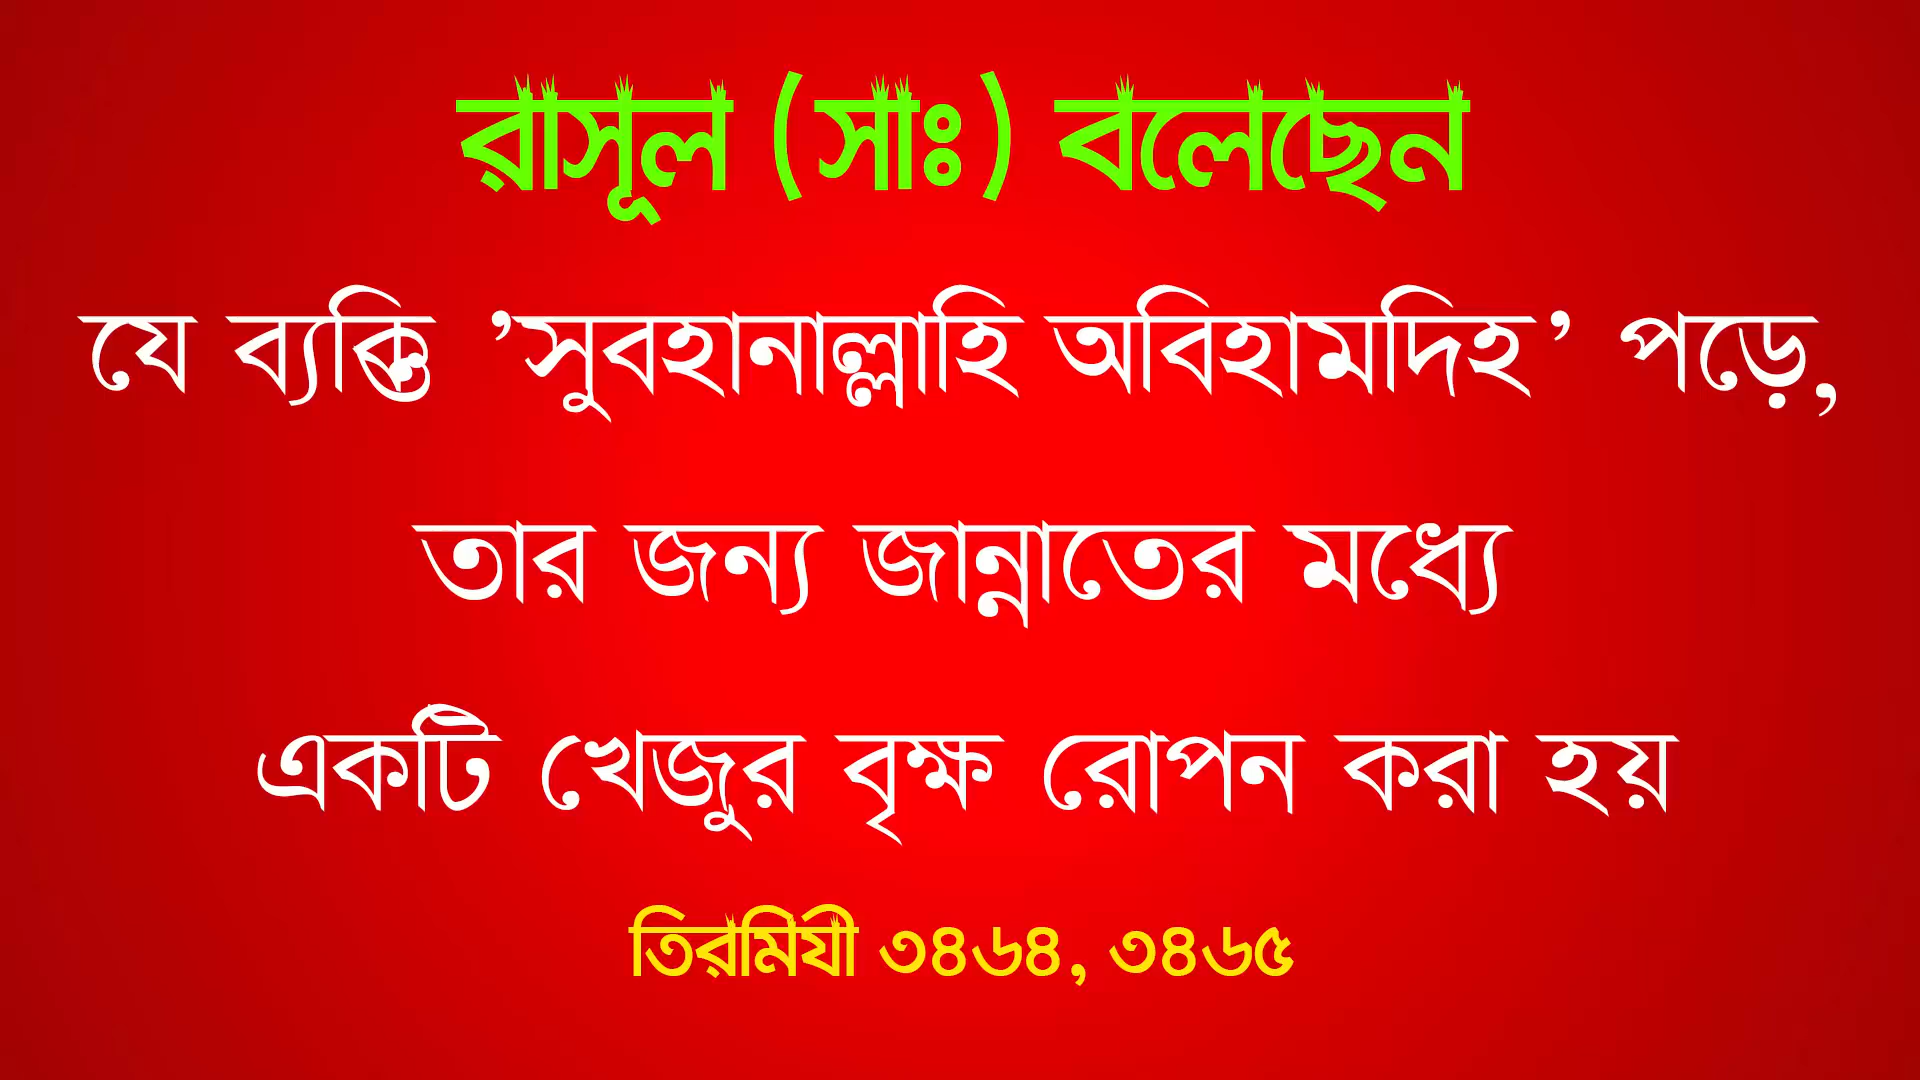 রাসূল (সাঃ) বলেছেন
যে ব্যক্তি ’সুবহানাল্লাহি অবিহামদিহ’ পড়ে,
তার জন্য জান্নাতের মধ্যে
একটি খেজুর বৃক্ষ রোপন করা হয়
তিরমিযী ৩৪৬৪, ৩৪৬৫